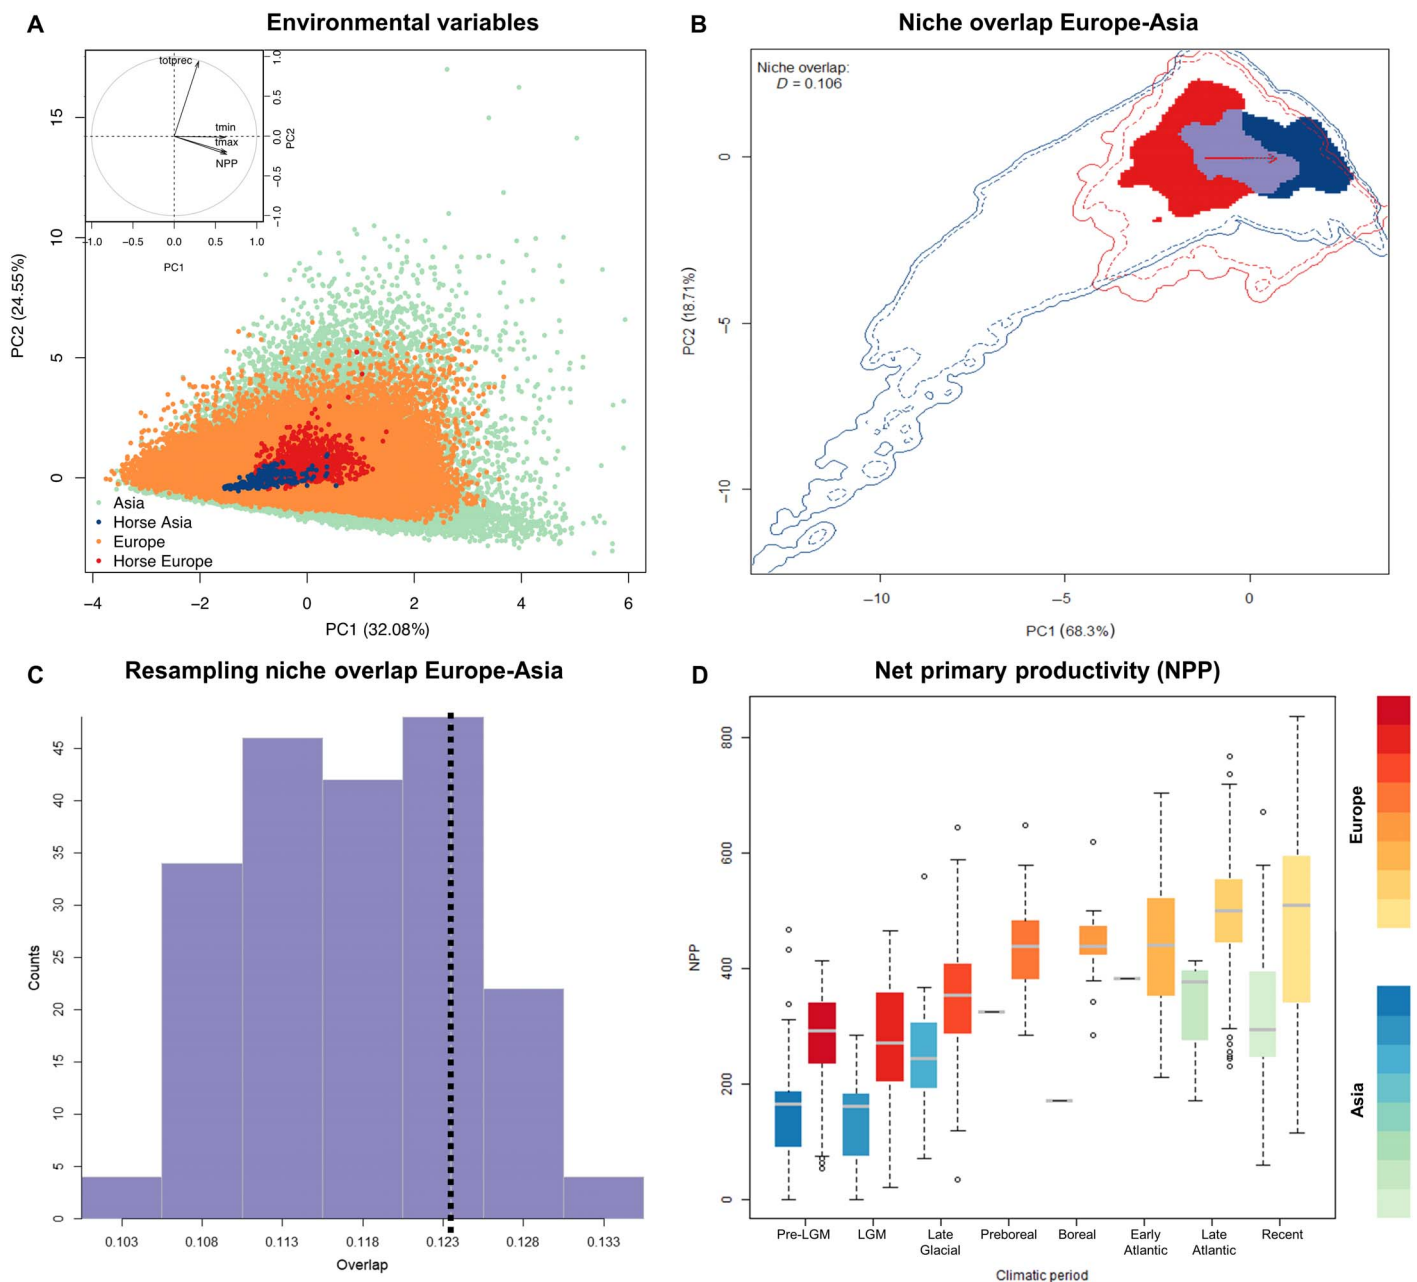 A
Environmental variables
totprec
tmin
tmax
NPP
1.0
0.5
0.0
−0.5
−1.0
PC2
−1.0 −0.5 0.0 0.5 1.0
PC1
15
10
5
0
PC2 (24.55%)
Asia
Horse Asia
Europe
Horse Europe
−4 −2 0 2 4 6
PC1 (32.08%)
B
Niche overlap Europe-Asia
Niche overlap:
D = 0.106
0
−5
−10
PC2 (18.71%)
−10 −5 0
PC1 (68.3%)
C
Resampling niche overlap Europe-Asia
45
40
35
30
25
20
15
10
5
0
Counts
0.103 0.108 0.113 0.118 0.123 0.128 0.133
Overlap
D
Net primary productivity (NPP)
800
600
400
200
0
NPP
Pre-LGM LGM Late Glacial Preboreal Boreal Early Atlantic Late Atlantic Recent
Climatic period
Europe
Asia